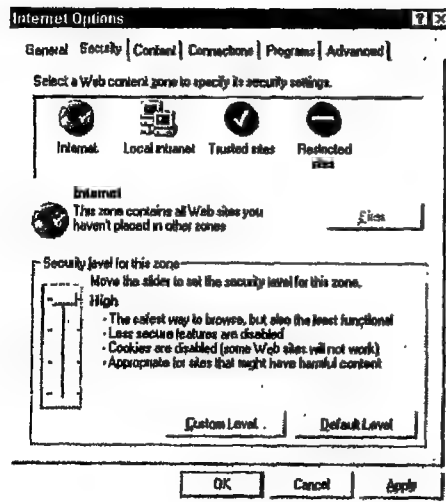 Internet Options
General Security Content Connections Programs Advanced
Select a Web content zone to specify its security settings.
Internet Local intranet Trusted sites Restricted sites
Internet
This zone contains all Web sites you
haven't placed in other zones
Sites
Security level for this zone
Move the slider to set the security level for this zone.
High
- The safest way to browse, but also the least functional
- Less secure features are disabled
- Cookies are disabled (some Web sites will not work)
- Appropriate for sites that might have harmful content
Custom Level Default Level
OK Cancel Apply